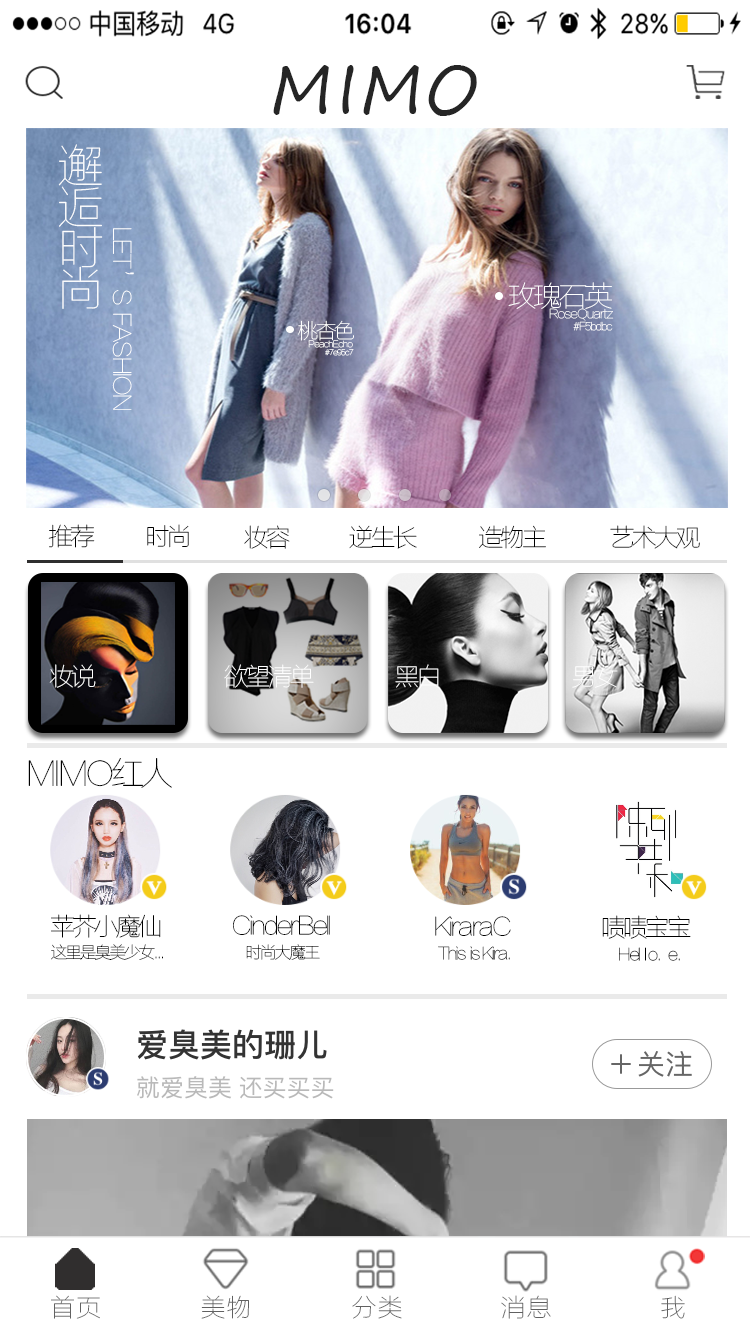 中国移动 4G 16:04 28%
MIMO
邂逅时尚
LET’S FASHION
玫瑰石英
RoseQuartz
#F5bdbc
桃杏色
PeachEcho
#7e95c7
推荐 时尚 妆容 逆生长 造物主 艺术大观
妆说 欲望清单 黑白 男女
MIMO红人
V V S V
苹芥小魔仙 CinderBell KiraraC 啧啧宝宝
这里是臭美少女... 时尚大魔王 This is Kira. Hello. e.
爱臭美的珊儿
S
就爱臭美 还买买买
+关注
首页 美物 分类 消息 我